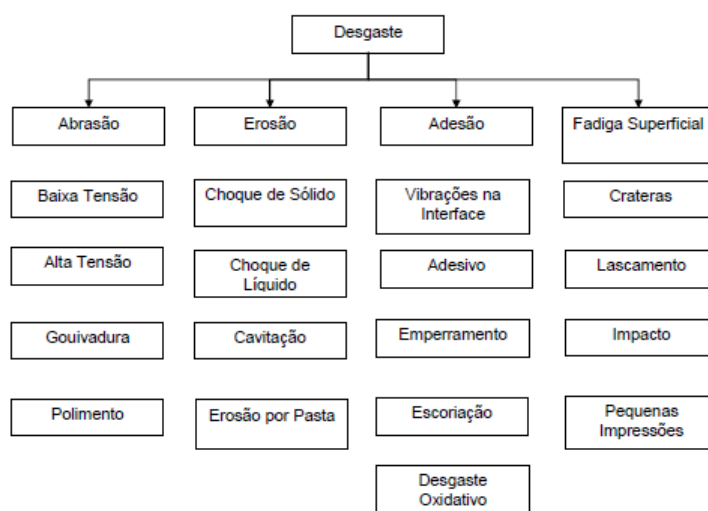 Desgaste
Abrasão
Erosão
Adesão
Fadiga Superficial
Baixa Tensão
Choque de Sólido
Vibrações na
Interface
Crateras
Alta Tensão
Choque de
Líquido
Adesivo
Lascamento
Gouivadura
Cavitação
Emperramento
Impacto
Polimento
Erosão por Pasta
Escoriação
Pequenas
Impressões
Desgaste
Oxidativo